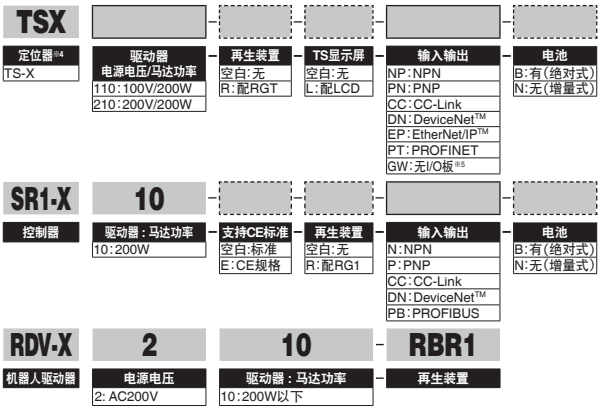 TSX - - - -
定位器※4 驱动器 电源电压/马达功率 - 再生装置 - TS显示屏 - 输入输出 - 电池
TS-X 110:100V/200W 空白:无 空白:无 NP:NPN B:有(绝对式)
210:200V/200W R:配RGT L:配LCD PN:PNP N:无(增量式)
CC:CC-Link
DN:DeviceNet™
EP:EtherNet/IP™
PT:PROFINET
GW:无I/O板※5
SR1-X 10 - - - -
控制器 驱动器:马达功率 - 支持CE标准 - 再生装置 - 输入输出 - 电池
10:200W 空白:标准 空白:无 N:NPN B:有(绝对式)
E:CE规格 R:配RG1 P:PNP N:无(增量式)
CC:CC-Link
DN:DeviceNet™
PB:PROFIBUS
RDV-X 2 10 - RBR1
机器人驱动器 电源电压 驱动器:马达功率 - 再生装置
2: AC200V 10:200W以下